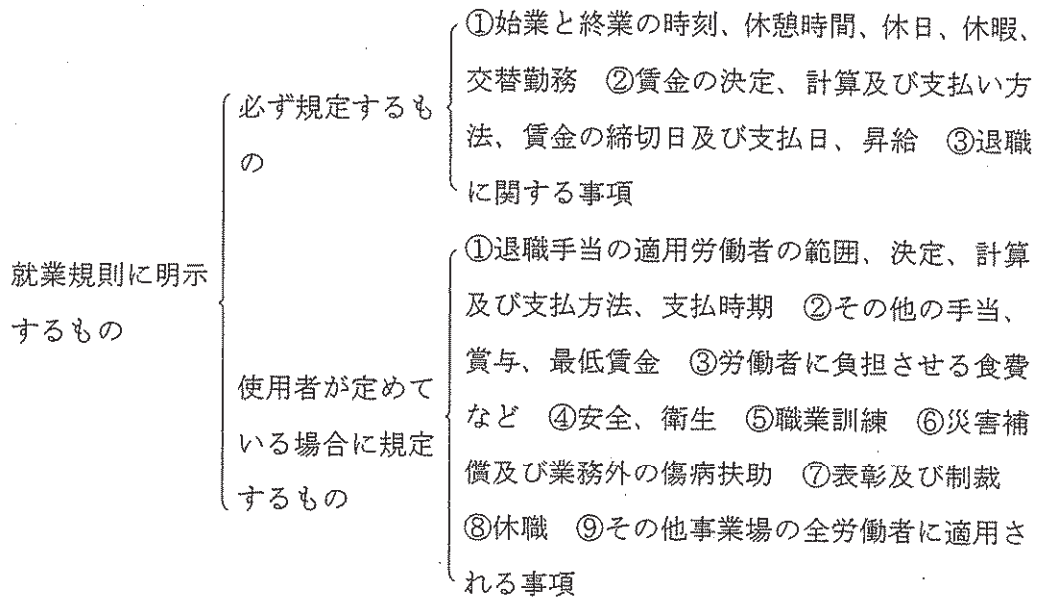 就業規則に明示
するもの
必ず規定するも
の
①始業と終業の時刻、休憩時間、休日、休暇、
交替勤務　②賃金の決定、計算及び支払い方
法、賃金の締切日及び支払日、昇給　③退職
に関する事項
使用者が定めて
いる場合に規定
するもの
①退職手当の適用労働者の範囲、決定、計算
及び支払方法、支払時期　②その他の手当、
賞与、最低賃金　③労働者に負担させる食費
など　④安全、衛生　⑤職業訓練　⑥災害補
償及び業務外の傷病扶助　⑦表彰及び制裁
⑧休職　⑨その他事業場の全労働者に適用さ
れる事項